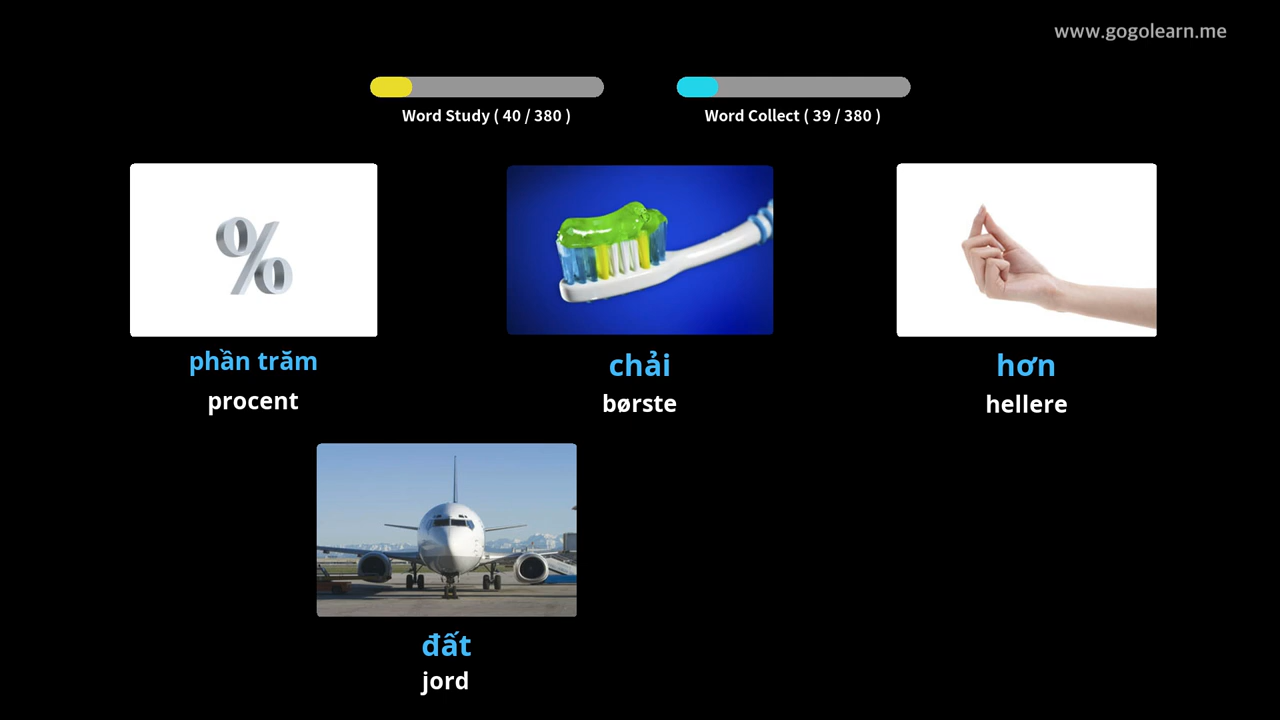 www.gogolearn.me
Word Study ( 40 / 380 )
Word Collect ( 39 / 380 )
%
phần trăm
procent
chải
børste
hơn
hellere
đất
jord